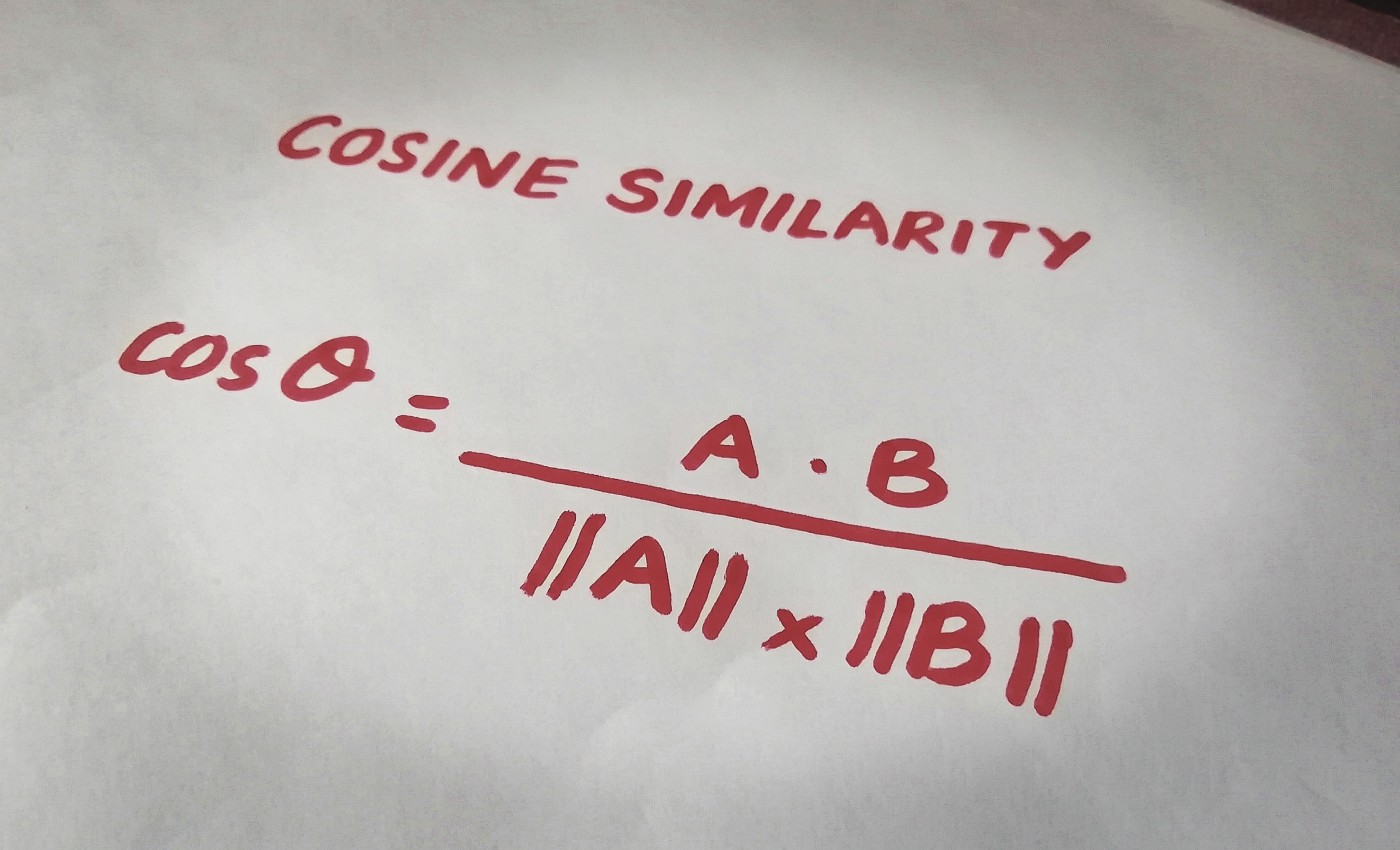 COSINE SIMILARITY
cos θ = A · B
||A|| x ||B||